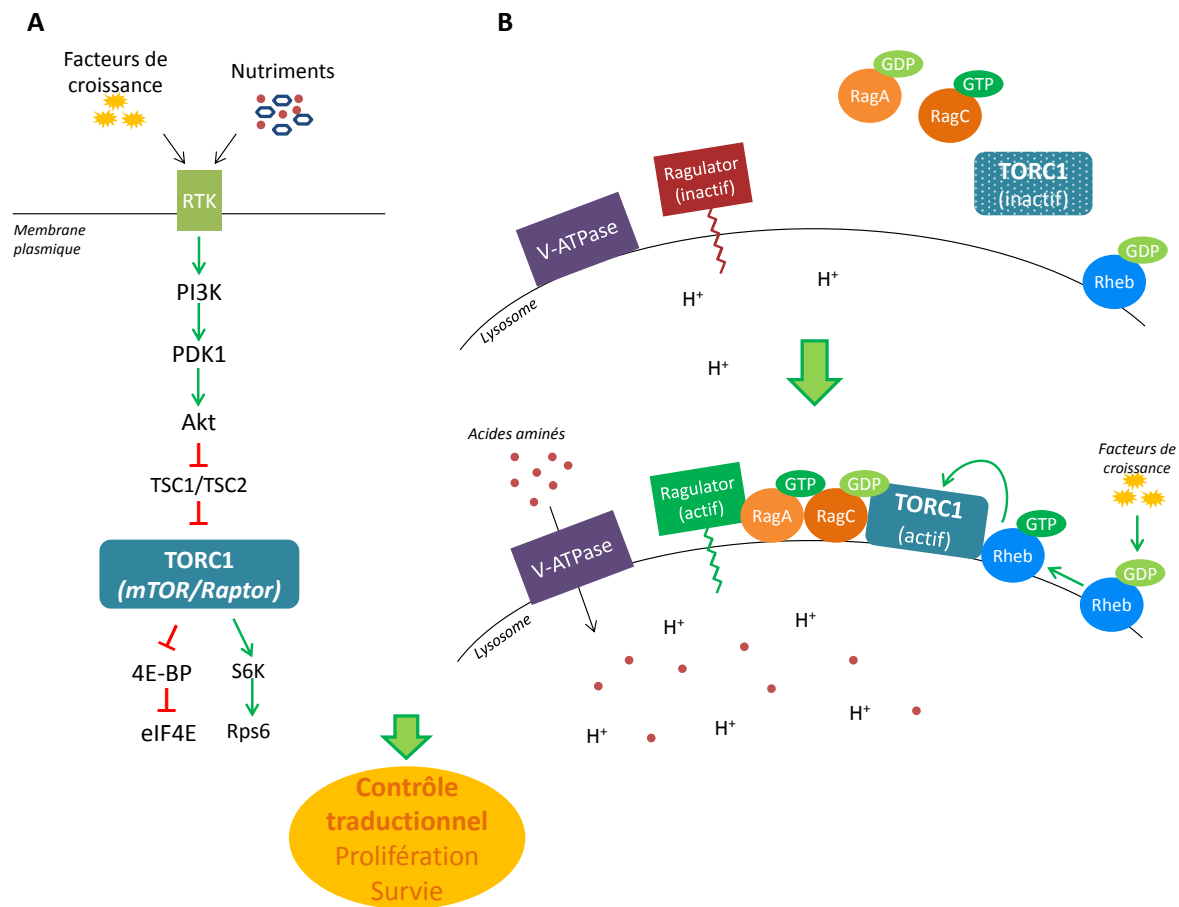 A
Facteurs de
croissance
Nutriments
RTK
Membrane
plasmique
PI3K
PDK1
Akt
TSC1/TSC2
TORC1
(mTOR/Raptor)
4E-BP
S6K
eIF4E
Rps6
Contrôle
traductionnel
Prolifération
Survie
B
GDP
RagA
GTP
RagC
Ragulator
(inactif)
TORC1
(inactif)
V-ATPase
GDP
Rheb
Lysosome
H⁺
H⁺
H⁺
Acides aminés
Facteurs de
croissance
Ragulator
(actif)
GTP
RagA
GDP
RagC
TORC1
(actif)
GTP
Rheb
GDP
Rheb
V-ATPase
Lysosome
H⁺
H⁺
H⁺
H⁺
H⁺